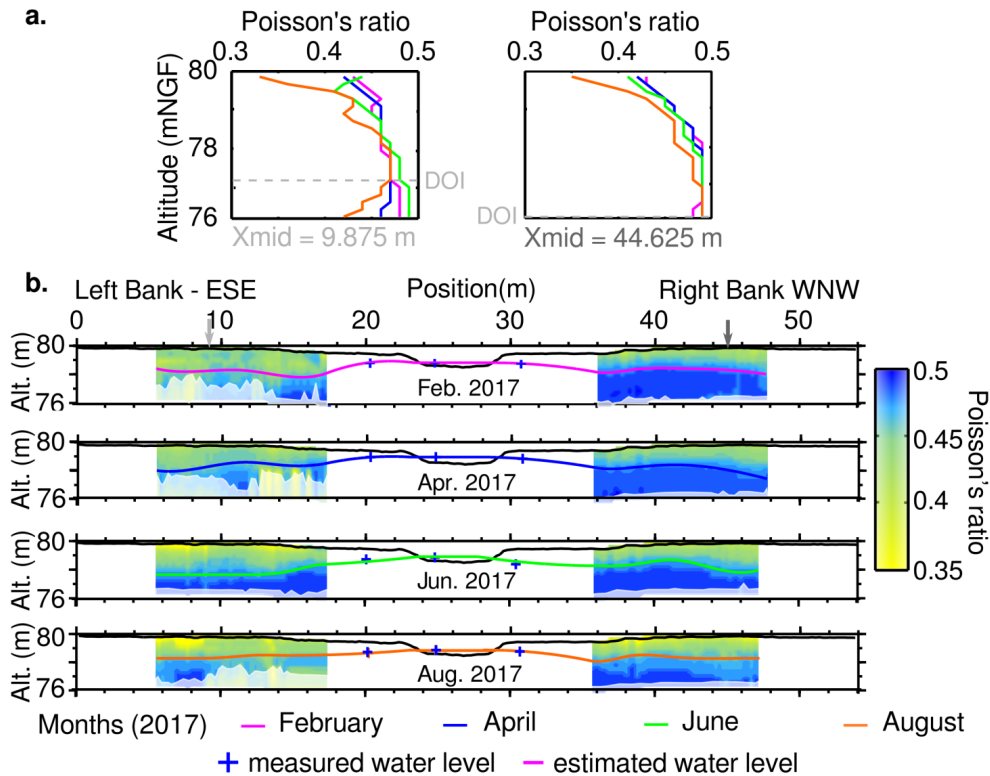 a.
Poisson's ratio Poisson's ratio
0.3 0.4 0.5 0.3 0.4 0.5
Altitude (mNGF)
80
78
76
DOI
DOI
Xmid = 9.875 m Xmid = 44.625 m
b.
Left Bank - ESE Position(m) Right Bank WNW
0 10 20 30 40 50
Alt. (m) 80 76 Feb. 2017
Alt. (m) 80 76 Apr. 2017
Alt. (m) 80 76 Jun. 2017
Alt. (m) 80 76 Aug. 2017
0.5
0.45
0.4
0.35
Poisson's ratio
Months (2017) February April June August
measured water level estimated water level